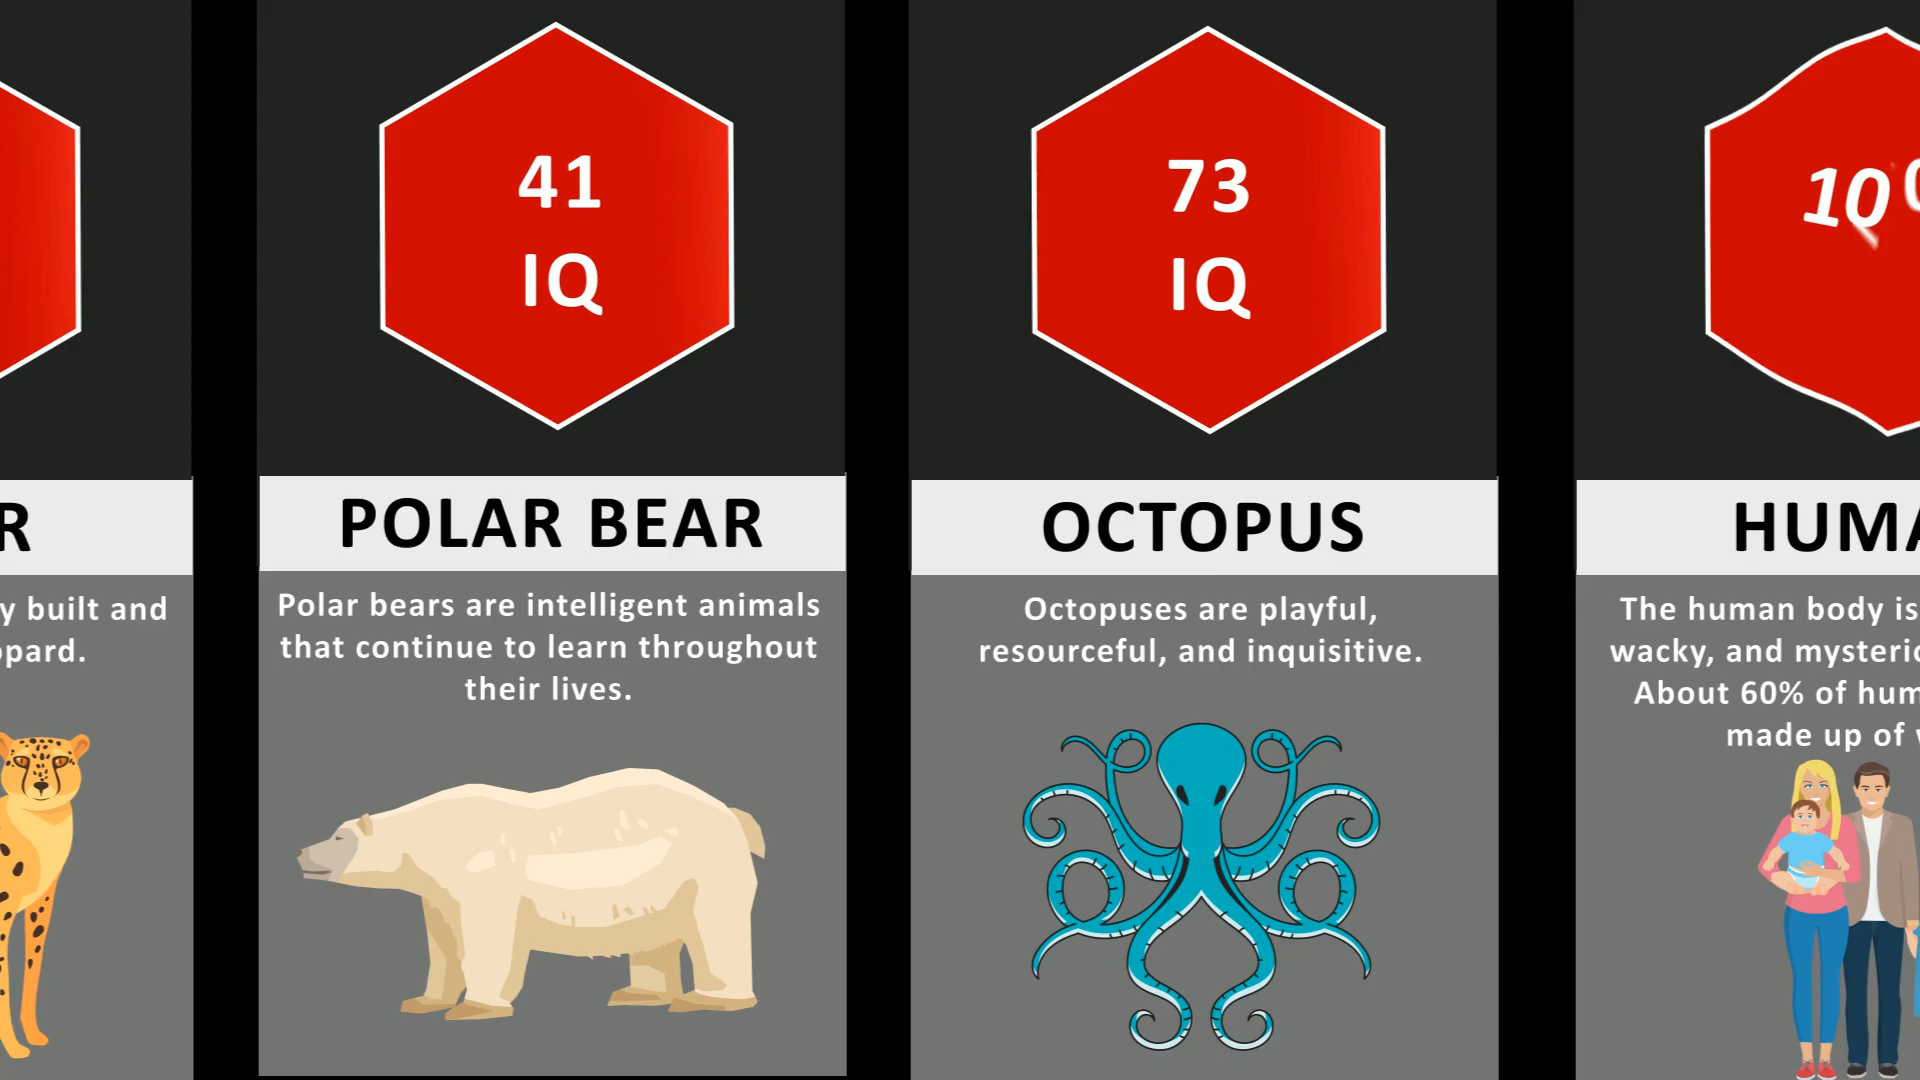 R
y built and
pard.
41
IQ
POLAR BEAR
Polar bears are intelligent animals
that continue to learn throughout
their lives.
73
IQ
OCTOPUS
Octopuses are playful,
resourceful, and inquisitive.
HUMA
The human body is
wacky, and
About 60% of
made up of